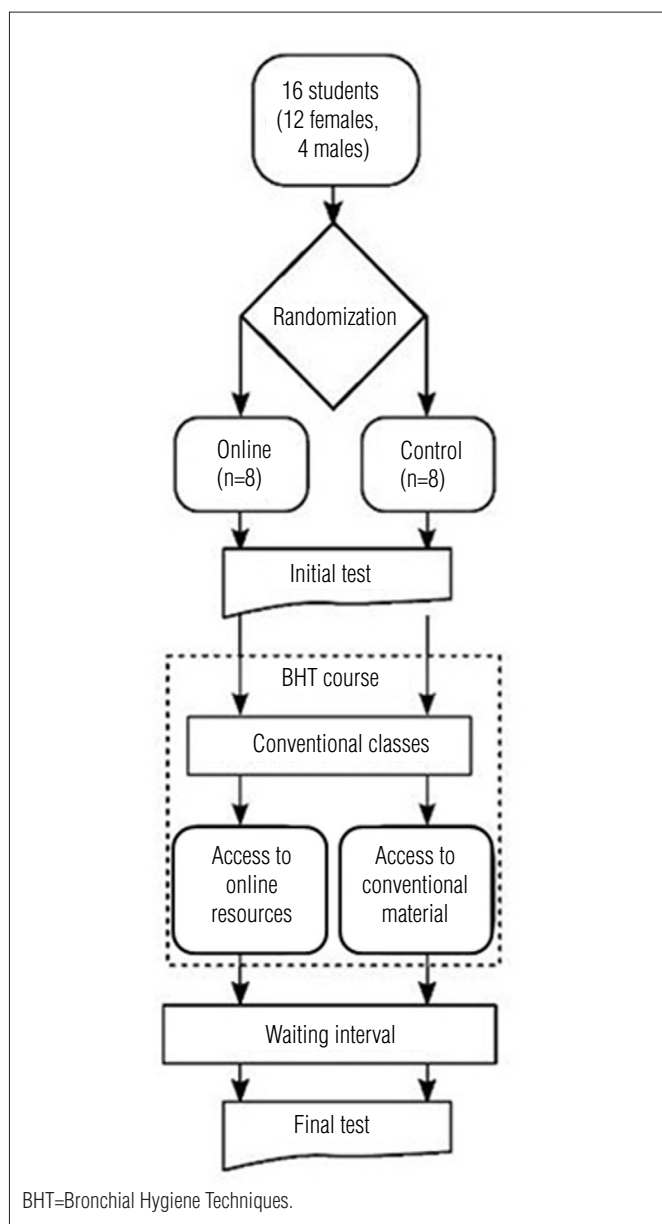 16 students
(12 females,
4 males)
Randomization
Online
(n=8)
Control
(n=8)
Initial test
BHT course
Conventional classes
Access to
online
resources
Access to
conventional
material
Waiting interval
Final test
BHT=Bronchial Hygiene Techniques.